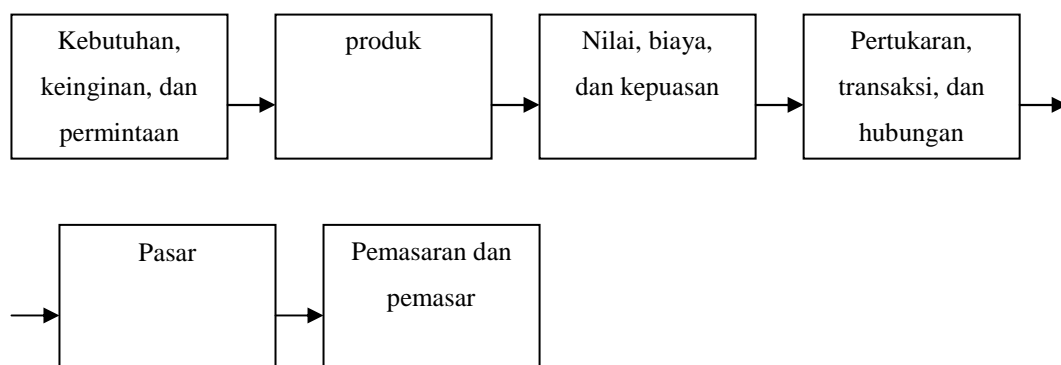 Kebutuhan,
keinginan, dan
permintaan
produk
Nilai, biaya,
dan kepuasan
Pertukaran,
transaksi, dan
hubungan
Pasar
Pemasaran dan
pemasar